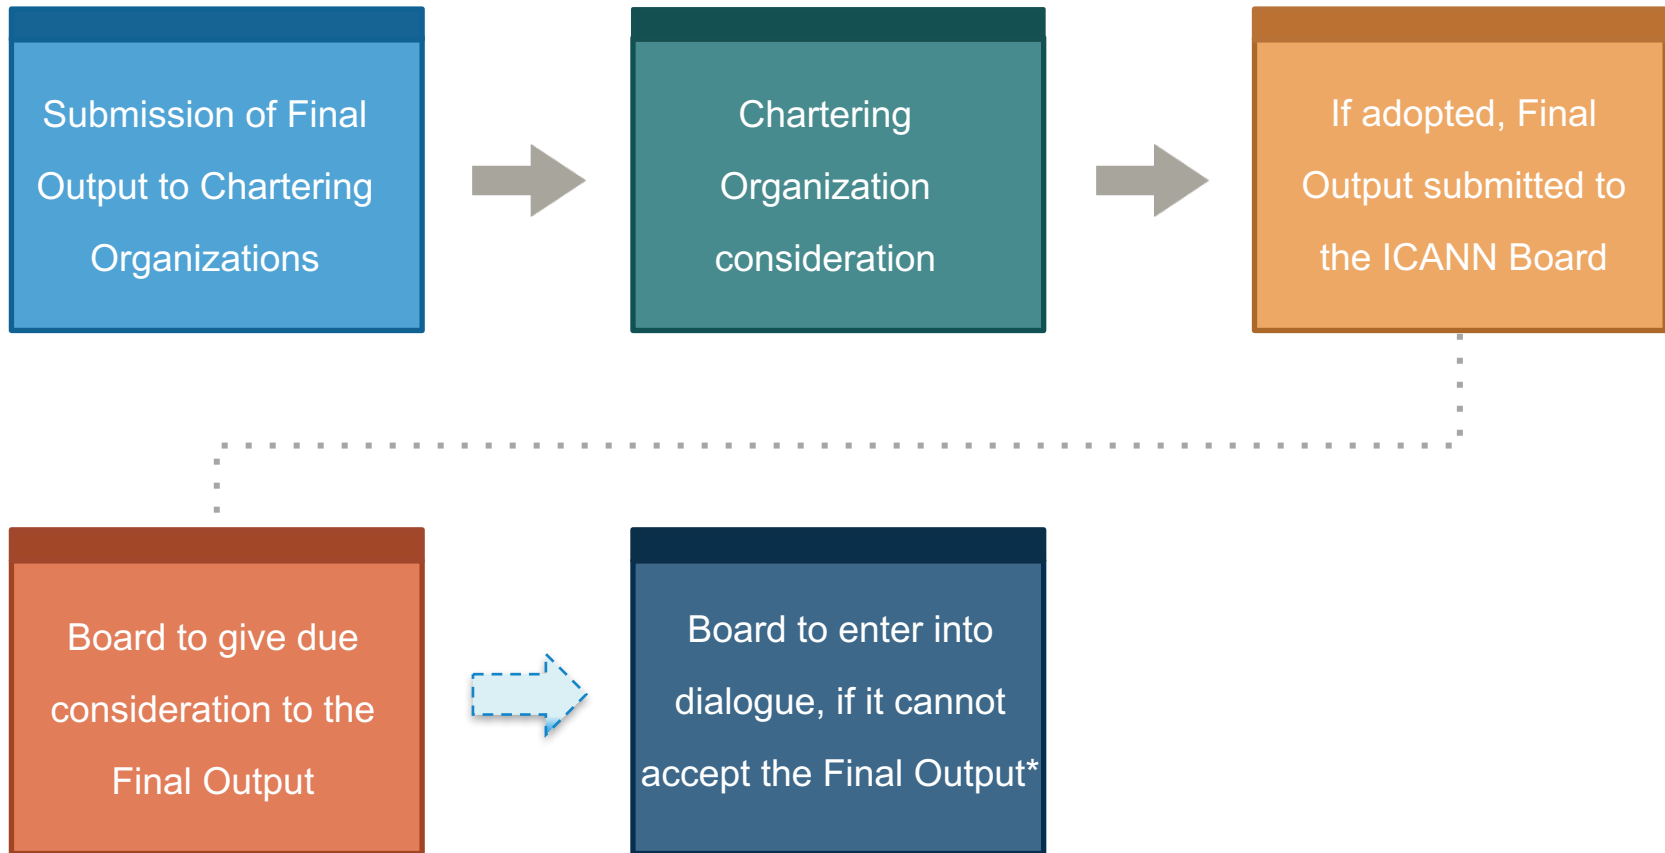 Submission of Final
Output to Chartering
Organizations
Chartering
Organization
consideration
If adopted, Final
Output submitted to
the ICANN Board
Board to give due
consideration to the
Final Output
Board to enter into
dialogue, if it cannot
accept the Final Output*